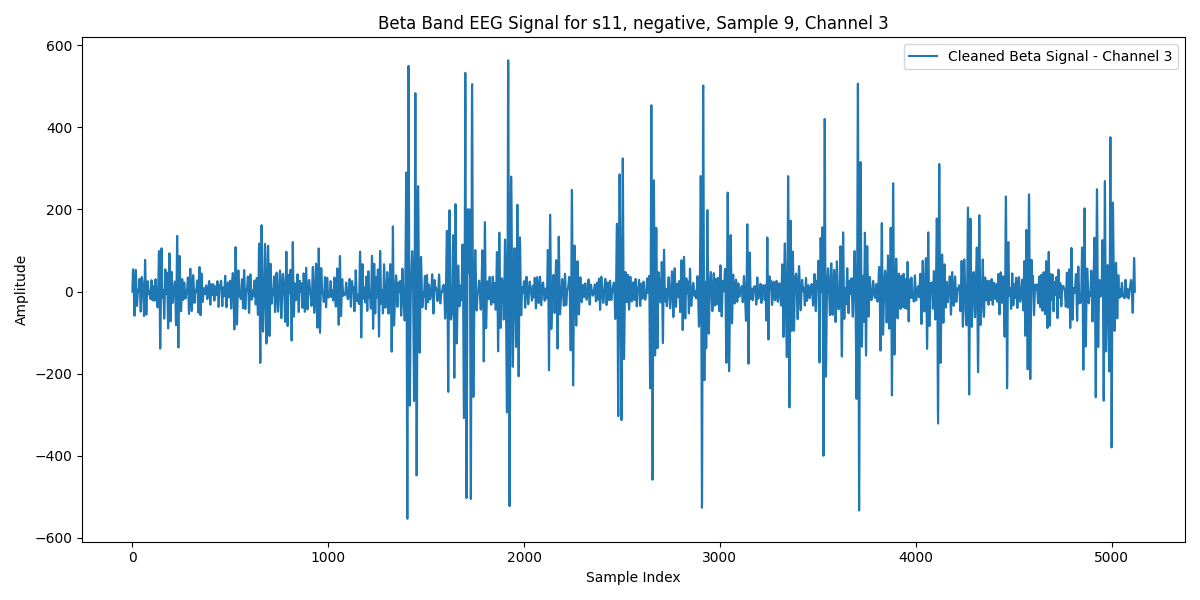 Beta Band EEG Signal for s11, negative, Sample 9, Channel 3
Cleaned Beta Signal - Channel 3
Amplitude
600
400
200
0
−200
−400
−600
0 1000 2000 3000 4000 5000
Sample Index